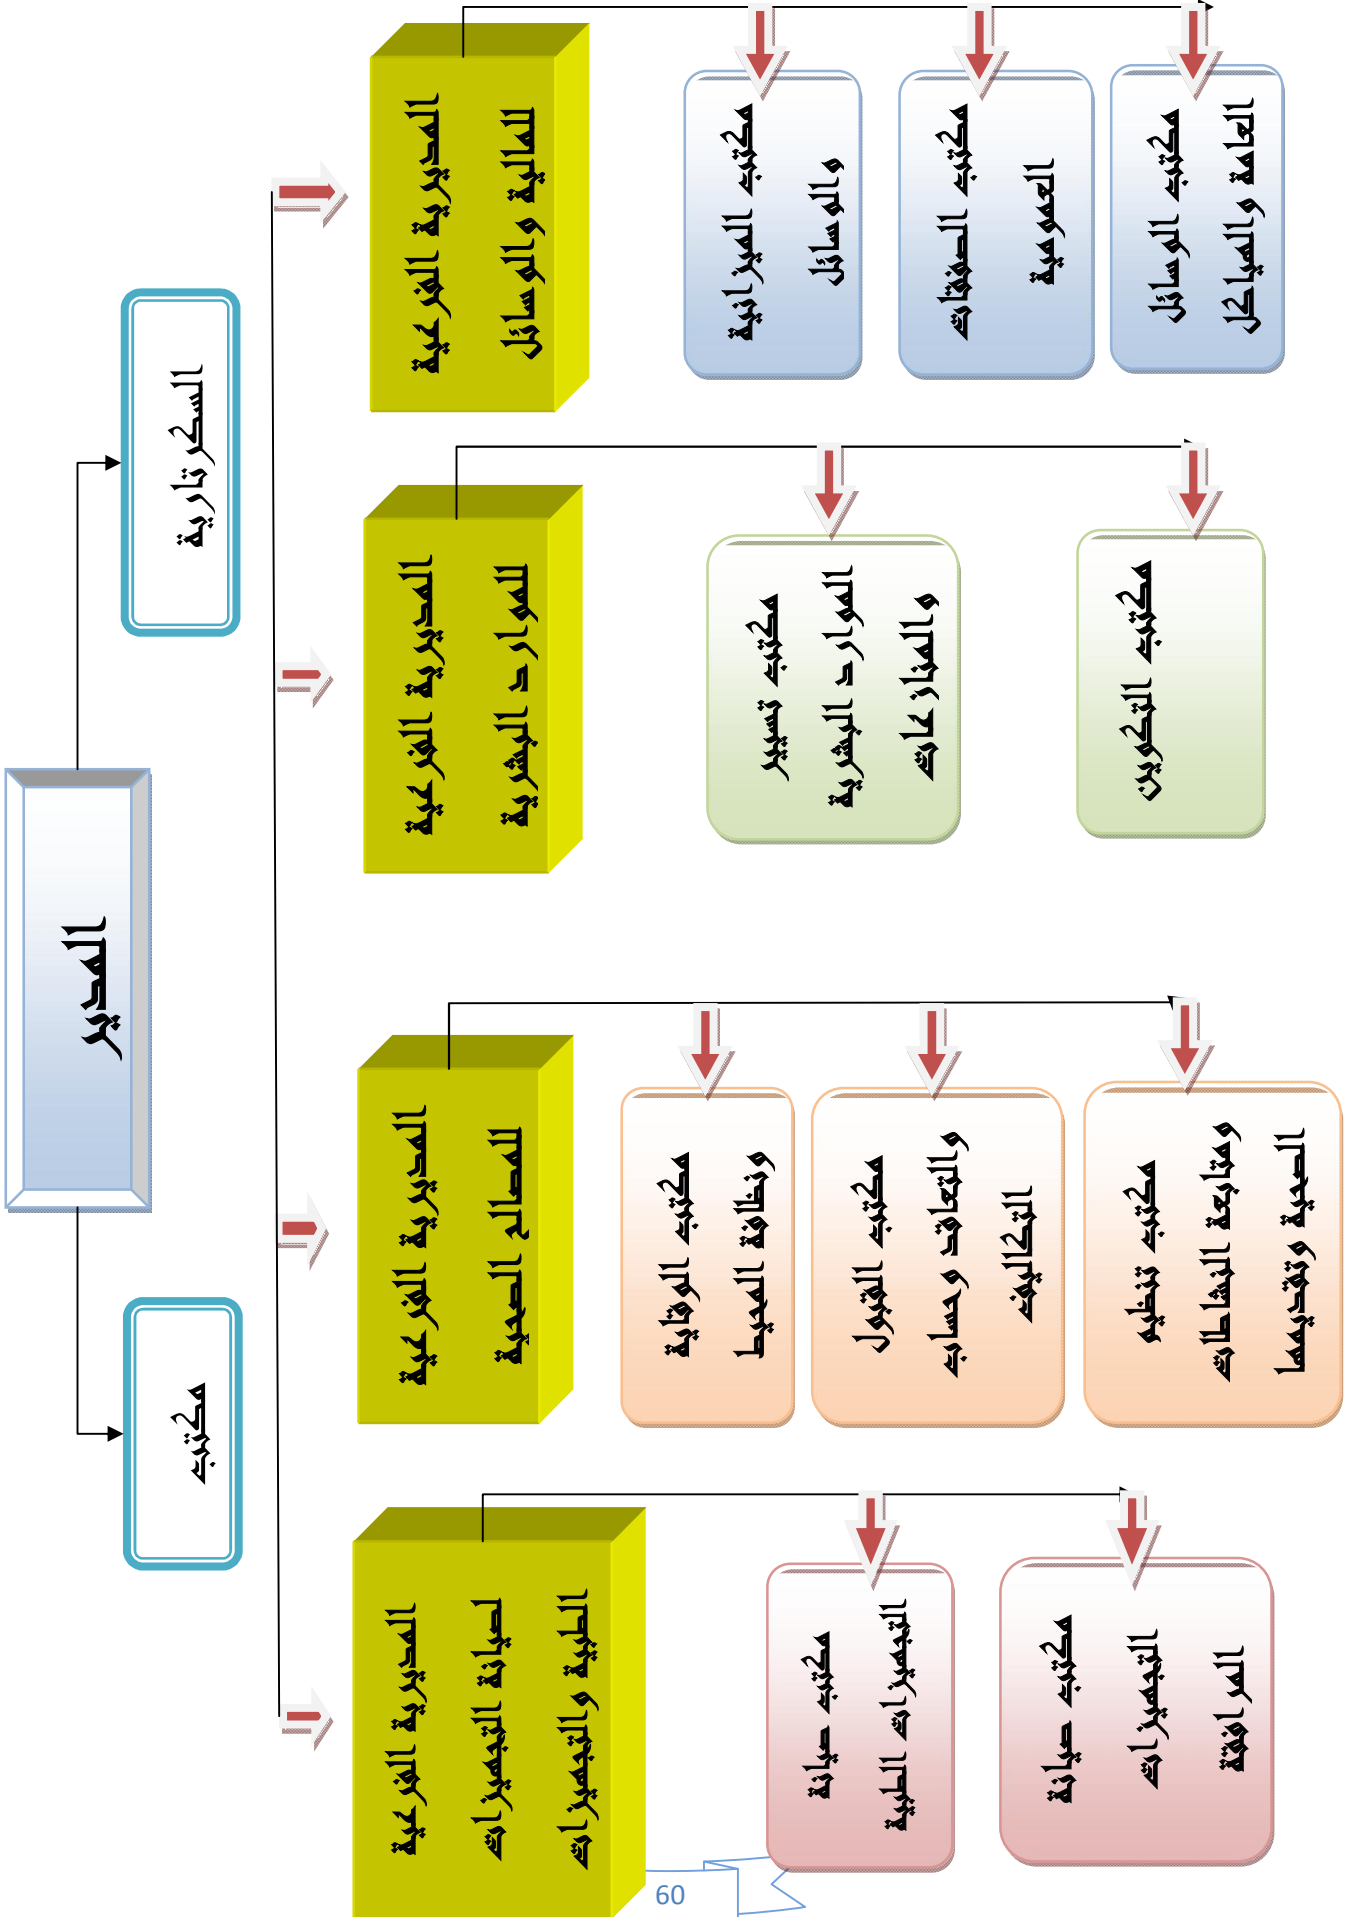 المدير
السكرتارية
مكتب
المديرية الفرعية
للمالية والوسائل
مكتب الميزانية
والوسائل
مكتب الصفقات
العمومية
مكتب الوسائل
العامة والهياكل
المديرية الفرعية
للموارد البشرية
مكتب تسيير
الموارد البشرية
والمنازعات
مكتب التكوين
المديرية الفرعية
للمصالح الصحية
مكتب الوقاية
ونظافة المحيط
مكتب القبول
والتعاقد وحساب
التكاليف
مكتب تنظيم
ومتابعة النشاطات
الصحية وتقديمها
المديرية الفرعية
لصيانة التجهيزات
الطبية والتجهيزات
مكتب صيانة
التجهيزات الطبية
مكتب صيانة
التجهيزات
المرافقة
60